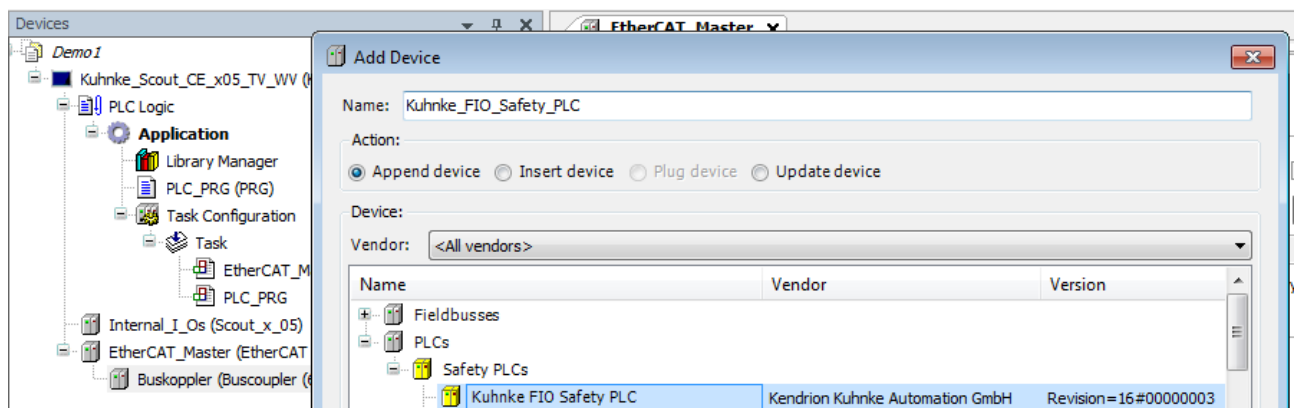 Devices
EtherCAT_Master
Demo1
Add Device
Kuhnke_Scout_CE_x05_TV_WV (
Name: Kuhnke_FIO_Safety_PLC
PLC Logic
Action:
Application
Append device Insert device Plug device Update device
Library Manager
PLC_PRG (PRG)
Device:
Task Configuration
Vendor: <All vendors>
Task
EtherCAT_M
Name Vendor Version
PLC_PRG
Fieldbusses
Internal_I_Os (Scout_x_05)
PLCs
EtherCAT_Master (EtherCAT
Safety PLCs
Buskoppler (Buscoupler (
Kuhnke FIO Safety PLC Kendrion Kuhnke Automation GmbH Revision=16#00000003